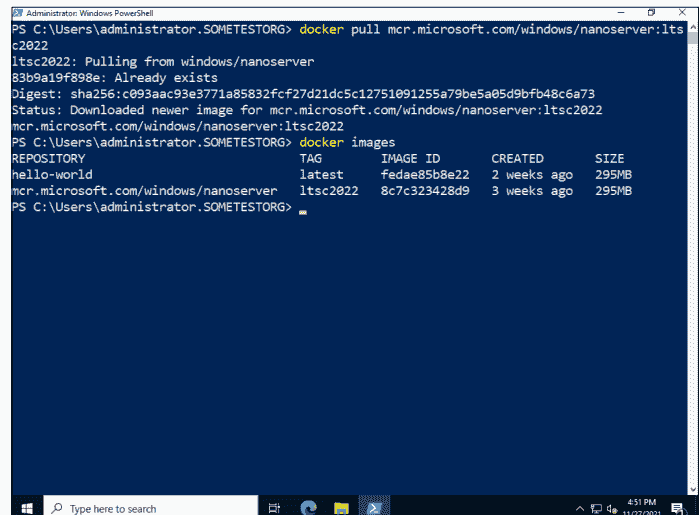 Administrator: Windows PowerShell
PS C:\Users\administrator.SOMETESTORG> docker pull mcr.microsoft.com/windows/nanoserver:lts
c2022
ltsc2022: Pulling from windows/nanoserver
83b9a19f898e: Already exists
Digest: sha256:c093aac93e3771a85832fcf27d21dc5c12751091255a79be5a05d9bfb48c6a73
Status: Downloaded newer image for mcr.microsoft.com/windows/nanoserver:ltsc2022
mcr.microsoft.com/windows/nanoserver:ltsc2022
PS C:\Users\administrator.SOMETESTORG> docker images
REPOSITORY TAG IMAGE ID CREATED SIZE
hello-world latest fedae85b8e22 2 weeks ago 295MB
mcr.microsoft.com/windows/nanoserver ltsc2022 8c7c323428d9 3 weeks ago 295MB
PS C:\Users\administrator.SOMETESTORG>
Type here to search
4:51 PM
11/27/2021